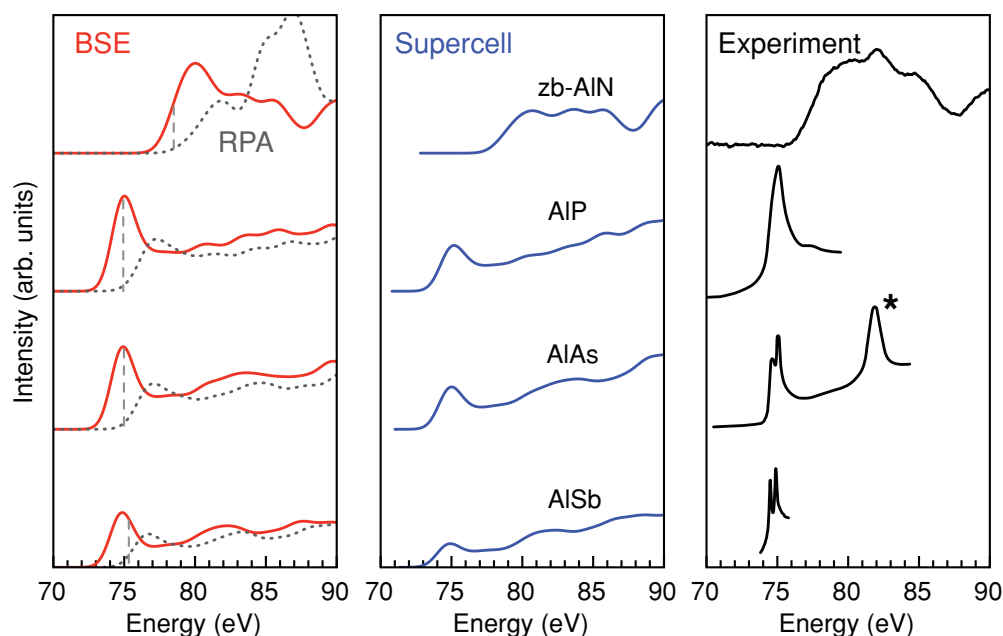 BSE
Supercell
Experiment
RPA
zb-AlN
AlP
AlAs
AlSb
*
Intensity (arb. units)
70 75 80 85 90
70 75 80 85 90
70 75 80 85 90
Energy (eV)
Energy (eV)
Energy (eV)